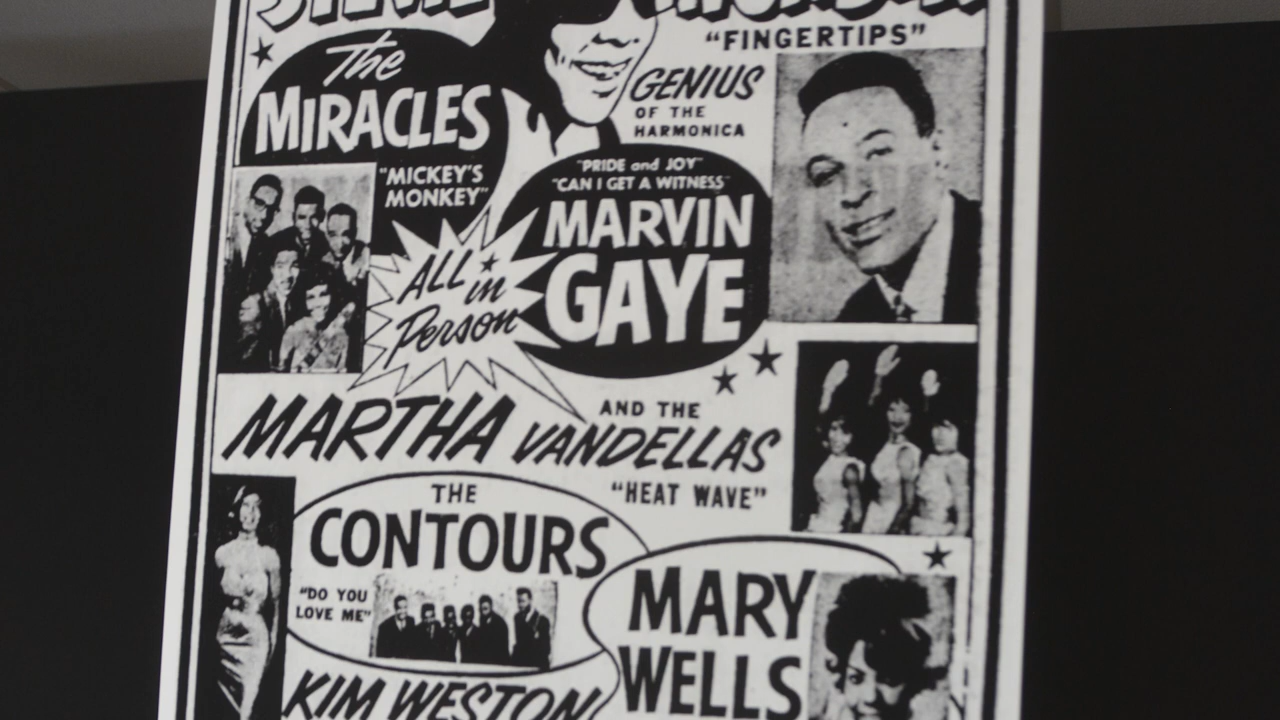 "FINGERTIPS"
The
MIRACLES
GENIUS
OF THE
HARMONICA
"MICKEY'S
MONKEY"
"PRIDE and JOY"
"CAN I GET A WITNESS"
MARVIN
GAYE
ALL
in
Person
MARTHA AND THE
VANDELLAS
"HEAT WAVE"
THE
CONTOURS
"DO YOU
LOVE ME"
MARY
WELLS
KIM WESTON